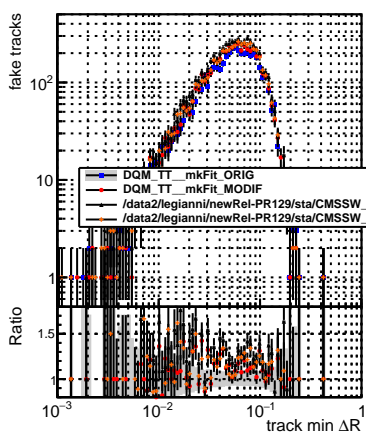 fake tracks
10²
10
1
DQM_TT__mkFit_ORIG
DQM_TT__mkFit_MODIF
/data2/legianni/newRel-PR129/sta/CMSSW_
/data2/legianni/newRel-PR129/sta/CMSSW_
Ratio
1.5
1
10⁻³ 10⁻² 10⁻¹ 1
track min ΔR